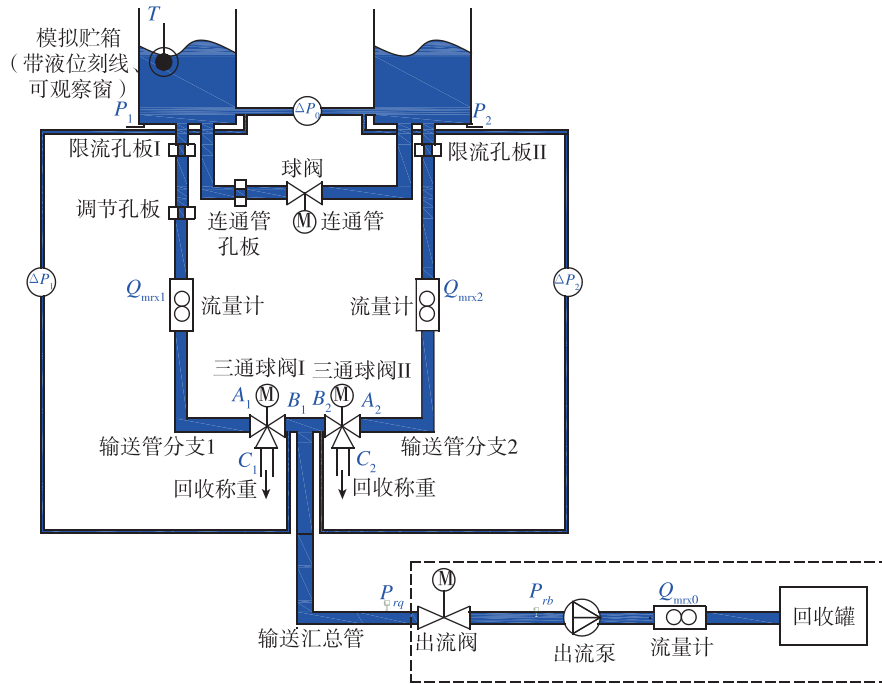 T
模拟贮箱
（带液位刻线、
可观察窗）
P1
ΔP0
P2
限流孔板I
球阀
限流孔板II
M
调节孔板
连通管
孔板
连通管
ΔP1
ΔP2
Qmrx1
流量计
流量计
Qmrx2
三通球阀I
三通球阀II
M
M
A1
B1
B2
A2
输送管分支1
输送管分支2
C1
C2
回收称重
回收称重
M
Prq
Prb
Qmrx0
回收罐
输送汇总管
出流阀
出流泵
流量计